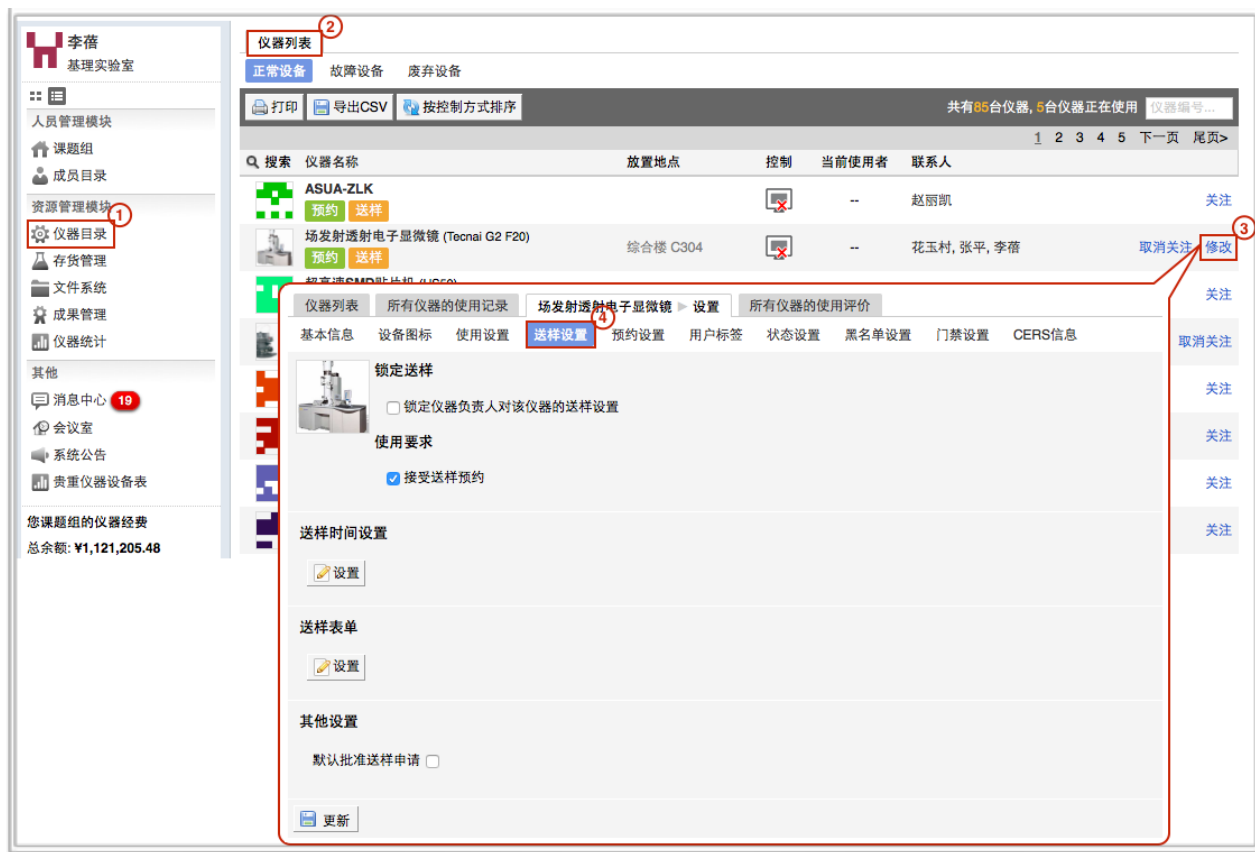 李蓓
基理实验室
人员管理模块
课题组
成员目录
资源管理模块
①
仪器目录
存货管理
文件系统
成果管理
仪器统计
其他
消息中心 19
会议室
系统公告
贵重仪器设备表
您课题组的仪器经费
总余额: ¥1,121,205.48
②
仪器列表
正常设备 故障设备 废弃设备
打印 导出CSV 按控制方式排序 共有85台仪器, 5台仪器正在使用 仪器编号...
1 2 3 4 5 下一页 尾页>
搜索 仪器名称 放置地点 控制 当前使用者 联系人
ASUA-ZLK
预约 送样 -- 赵丽凯 关注
③
场发射透射电子显微镜 (Tecnai G2 F20)
预约 送样 综合楼 C304 -- 花玉村, 张平, 李蓓 取消关注 修改
关注
取消关注
关注
关注
关注
关注
仪器列表 所有仪器的使用记录 场发射透射电子显微镜 ▶ 设置 所有仪器的使用评价
④
基本信息 设备图标 使用设置 送样设置 预约设置 用户标签 状态设置 黑名单设置 门禁设置 CERS信息
锁定送样
锁定仪器负责人对该仪器的送样设置
使用要求
接受送样预约
送样时间设置
设置
送样表单
设置
其他设置
默认批准送样申请
更新